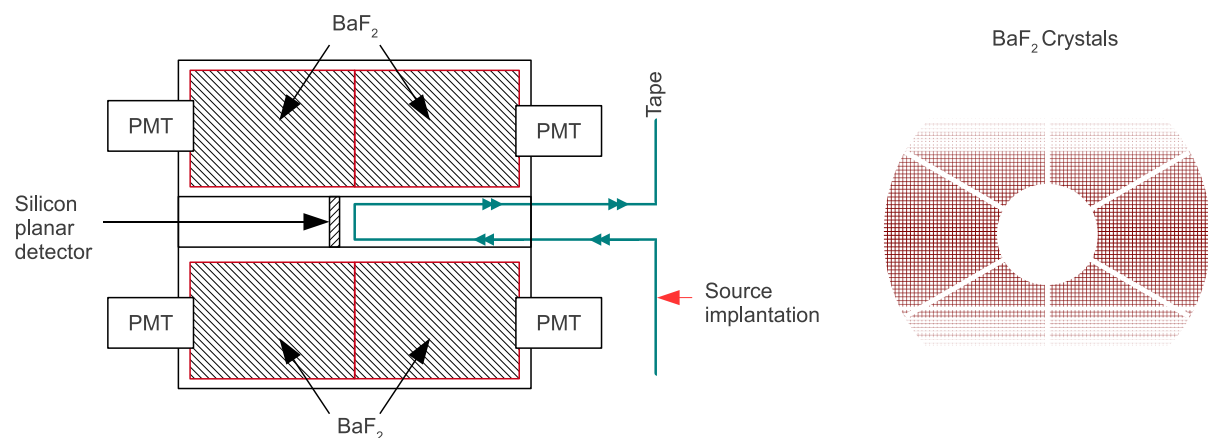 BaF₂
BaF₂ Crystals
Tape
PMT
PMT
Silicon
planar
detector
Source
implantation
PMT
PMT
BaF₂